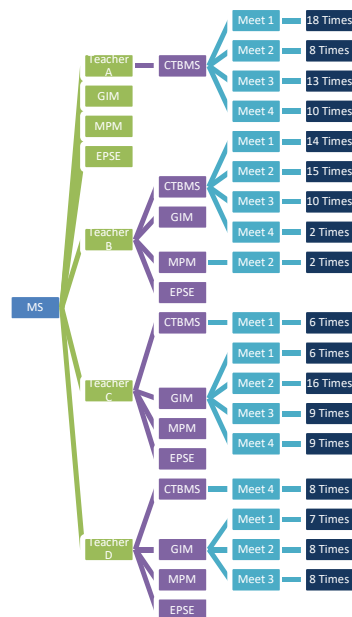 Meet 1 18 Times
Meet 2 8 Times
Teacher A CTBMS
Meet 3 13 Times
GIM
Meet 4 10 Times
MPM
Meet 1 14 Times
EPSE
Meet 2 15 Times
CTBMS
Meet 3 10 Times
GIM
Meet 4 2 Times
Teacher B
MPM Meet 2 2 Times
EPSE
MS
CTBMS Meet 1 6 Times
Meet 1 6 Times
Meet 2 16 Times
Teacher C GIM
Meet 3 9 Times
MPM
Meet 4 9 Times
EPSE
CTBMS Meet 4 8 Times
Meet 1 7 Times
Teacher D GIM Meet 2 8 Times
MPM Meet 3 8 Times
EPSE